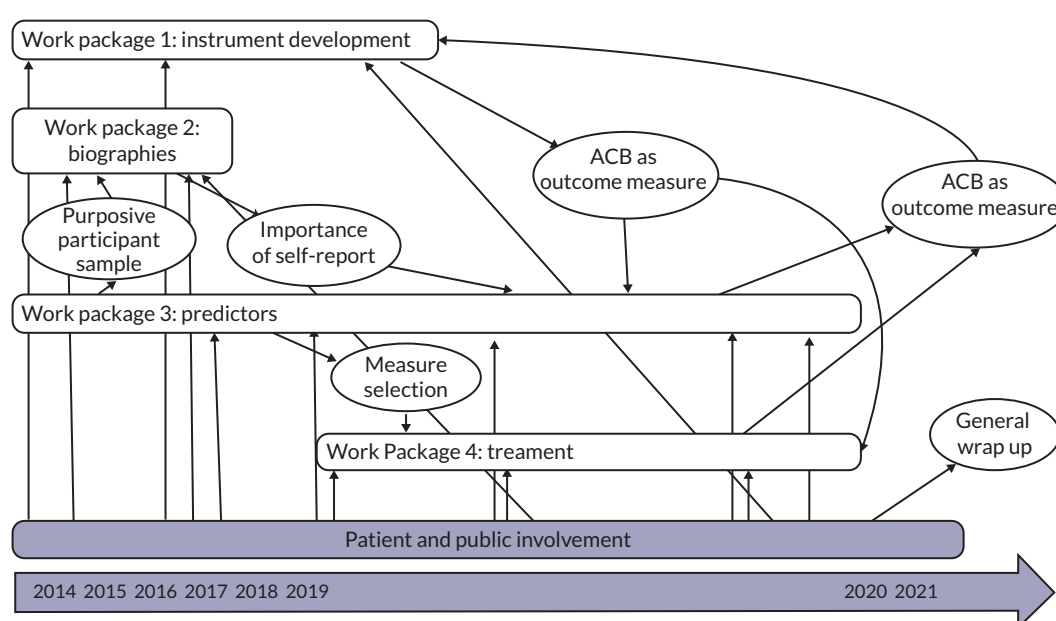 Work package 1: instrument development
Work package 2:
biographies
ACB as
outcome measure
ACB as
outcome measure
Purposive
participant
sample
Importance
of self-report
Work package 3: predictors
Measure
selection
General
wrap up
Work Package 4: treament
Patient and public involvement
2014 2015 2016 2017 2018 2019 2020 2021